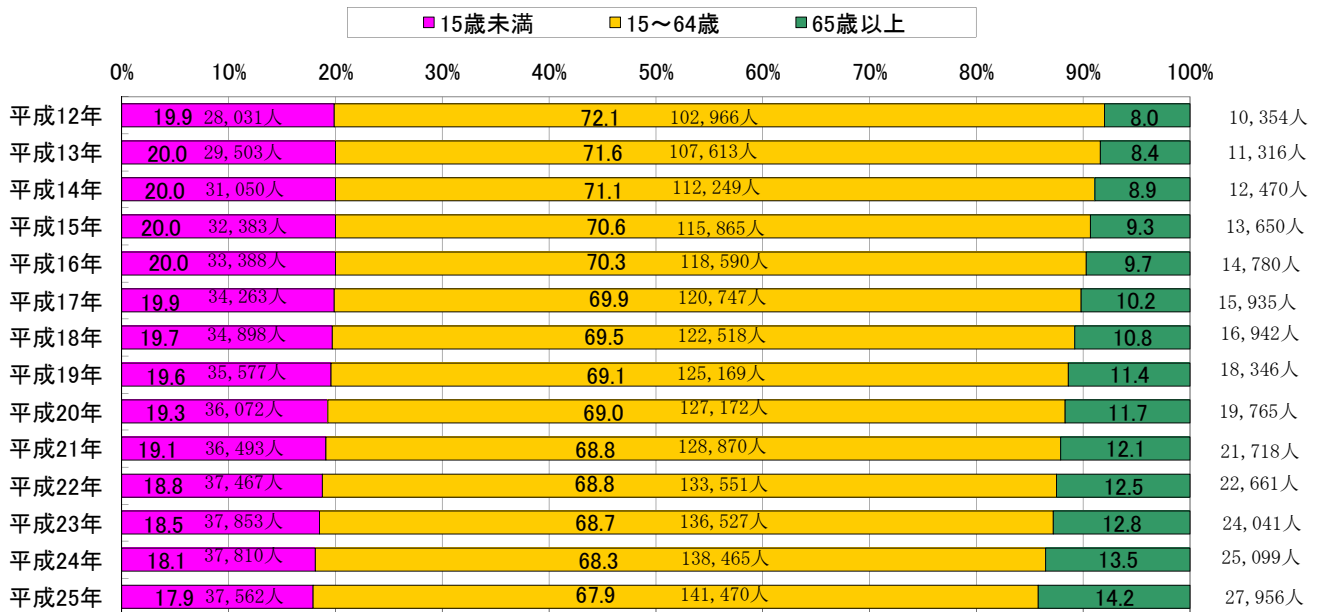 15歳未満 15～64歳 65歳以上
0% 10% 20% 30% 40% 50% 60% 70% 80% 90% 100%
平成12年 19.9 28,031人 72.1 102,966人 8.0 10,354人
平成13年 20.0 29,503人 71.6 107,613人 8.4 11,316人
平成14年 20.0 31,050人 71.1 112,249人 8.9 12,470人
平成15年 20.0 32,383人 70.6 115,865人 9.3 13,650人
平成16年 20.0 33,388人 70.3 118,590人 9.7 14,780人
平成17年 19.9 34,263人 69.9 120,747人 10.2 15,935人
平成18年 19.7 34,898人 69.5 122,518人 10.8 16,942人
平成19年 19.6 35,577人 69.1 125,169人 11.4 18,346人
平成20年 19.3 36,072人 69.0 127,172人 11.7 19,765人
平成21年 19.1 36,493人 68.8 128,870人 12.1 21,718人
平成22年 18.8 37,467人 68.8 133,551人 12.5 22,661人
平成23年 18.5 37,853人 68.7 136,527人 12.8 24,041人
平成24年 18.1 37,810人 68.3 138,465人 13.5 25,099人
平成25年 17.9 37,562人 67.9 141,470人 14.2 27,956人